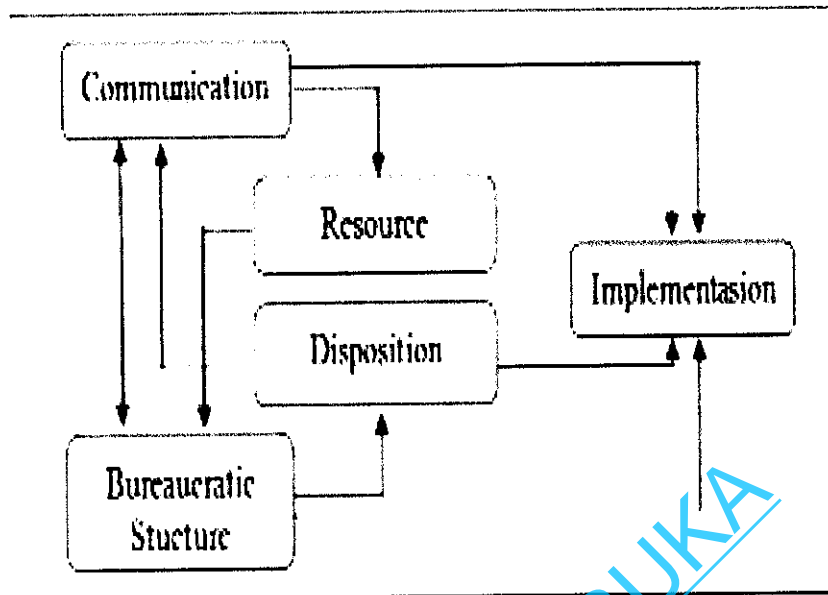 Communication
Resource
Implementasion
Disposition
Bureaucratic
Stucture